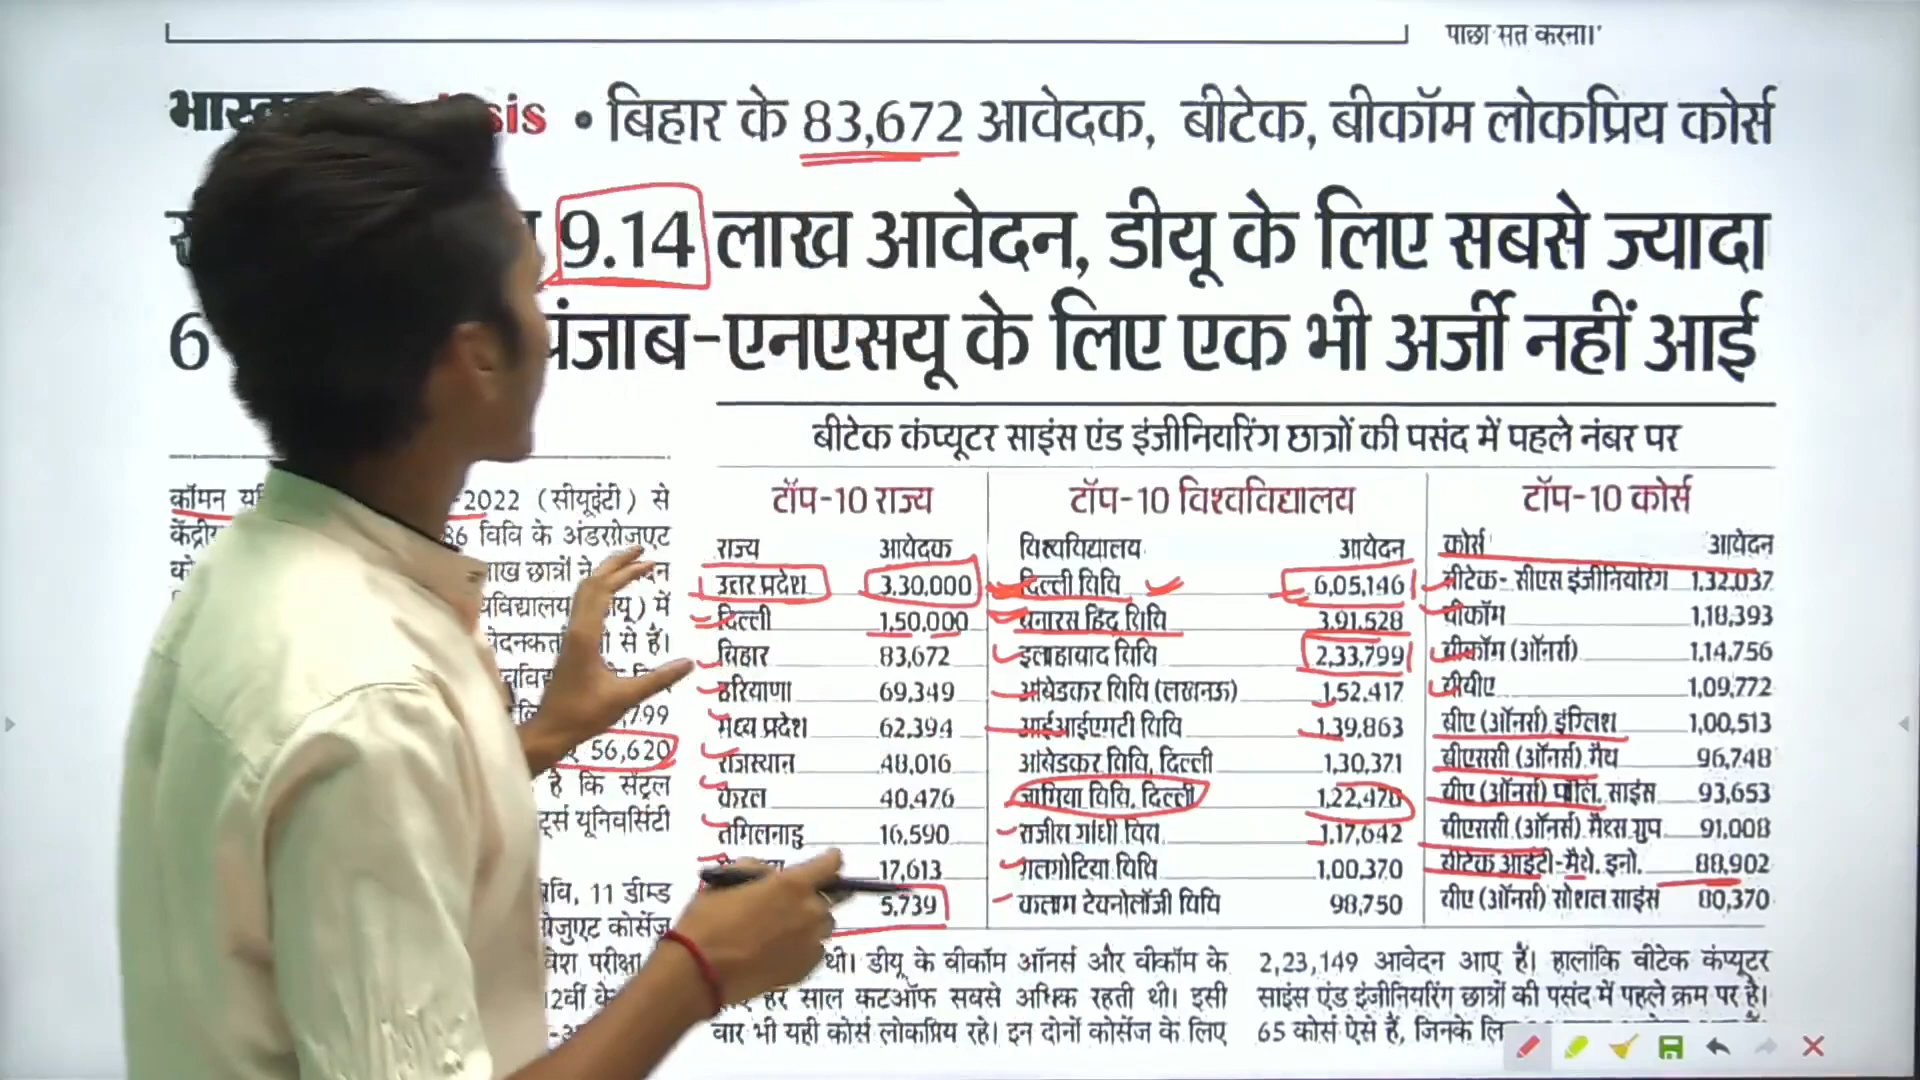 पाछा मत करना।'
sis • बिहार के 83,672 आवेदक, बीटेक, बीकॉम लोकप्रिय कोर्स
9.14 लाख आवेदन, डीयू के लिए सबसे ज्यादा
6 पंजाब-एनएसयू के लिए एक भी अर्जी नहीं आई
बीटेक कंप्यूटर साइंस एंड इंजीनियरिंग छात्रों की पसंद में पहले नंबर पर
कॉमन 2022 (सीयूईटी) से
विवि के अंडरग्रेजुएट
छात्रों ने
में
से हैं।
56,620
है कि सेंट्रल
यूनिवर्सिटी
11 डीम्ड
कोर्सेज
परीक्षा
12वीं के
टॉप-10 राज्य
राज्य आवेदक
उत्तर प्रदेश 3,30,000
दिल्ली 1,50,000
बिहार 83,672
हरियाणा 69,349
मध्य प्रदेश 62,394
राजस्थान 48,016
केरल 40,476
तमिलनाडु 16,590
17,613
5,739
टॉप-10 विश्वविद्यालय
विश्वविद्यालय आवेदन
दिल्ली विवि 6,05,146
बनारस हिंदू विवि 3,91,528
इलाहाबाद विवि 2,33,799
अंबेडकर विवि (लखनऊ) 1,52,417
आईआईएमटी विवि 1,39,863
अंबेडकर विवि, दिल्ली 1,30,371
जामिया विवि, दिल्ली 1,22,478
राजीव गांधी विवि 1,17,642
गलगोटिया विवि 1,00,370
कलाम टेक्नोलॉजी विवि 98,750
टॉप-10 कोर्स
कोर्स आवेदन
बीटेक- सीएस इंजीनियरिंग 1,32,037
बीकॉम 1,18,393
बीकॉम (ऑनर्स) 1,14,756
बीबीए 1,09,772
बीए (ऑनर्स) इंग्लिश 1,00,513
बीएससी (ऑनर्स) मैथ 96,748
बीए (ऑनर्स) पॉलि. साइंस 93,653
बीएससी (ऑनर्स) मैथ्स ग्रुप 91,008
बीटेक आईटी-मैथे. इनो. 88,902
बीए (ऑनर्स) सोशल साइंस 80,370
थी। डीयू के बीकॉम ऑनर्स और बीकॉम के
हर साल कटऑफ सबसे अधिक रहती थी। इसी
वार भी यही कोर्स लोकप्रिय रहे। इन दोनों कोर्सेज के लिए
2,23,149 आवेदन आए हैं। हालांकि बीटेक कंप्यूटर
साइंस एंड इंजीनियरिंग छात्रों की पसंद में पहले क्रम पर है।
65 कोर्स ऐसे हैं, जिनके